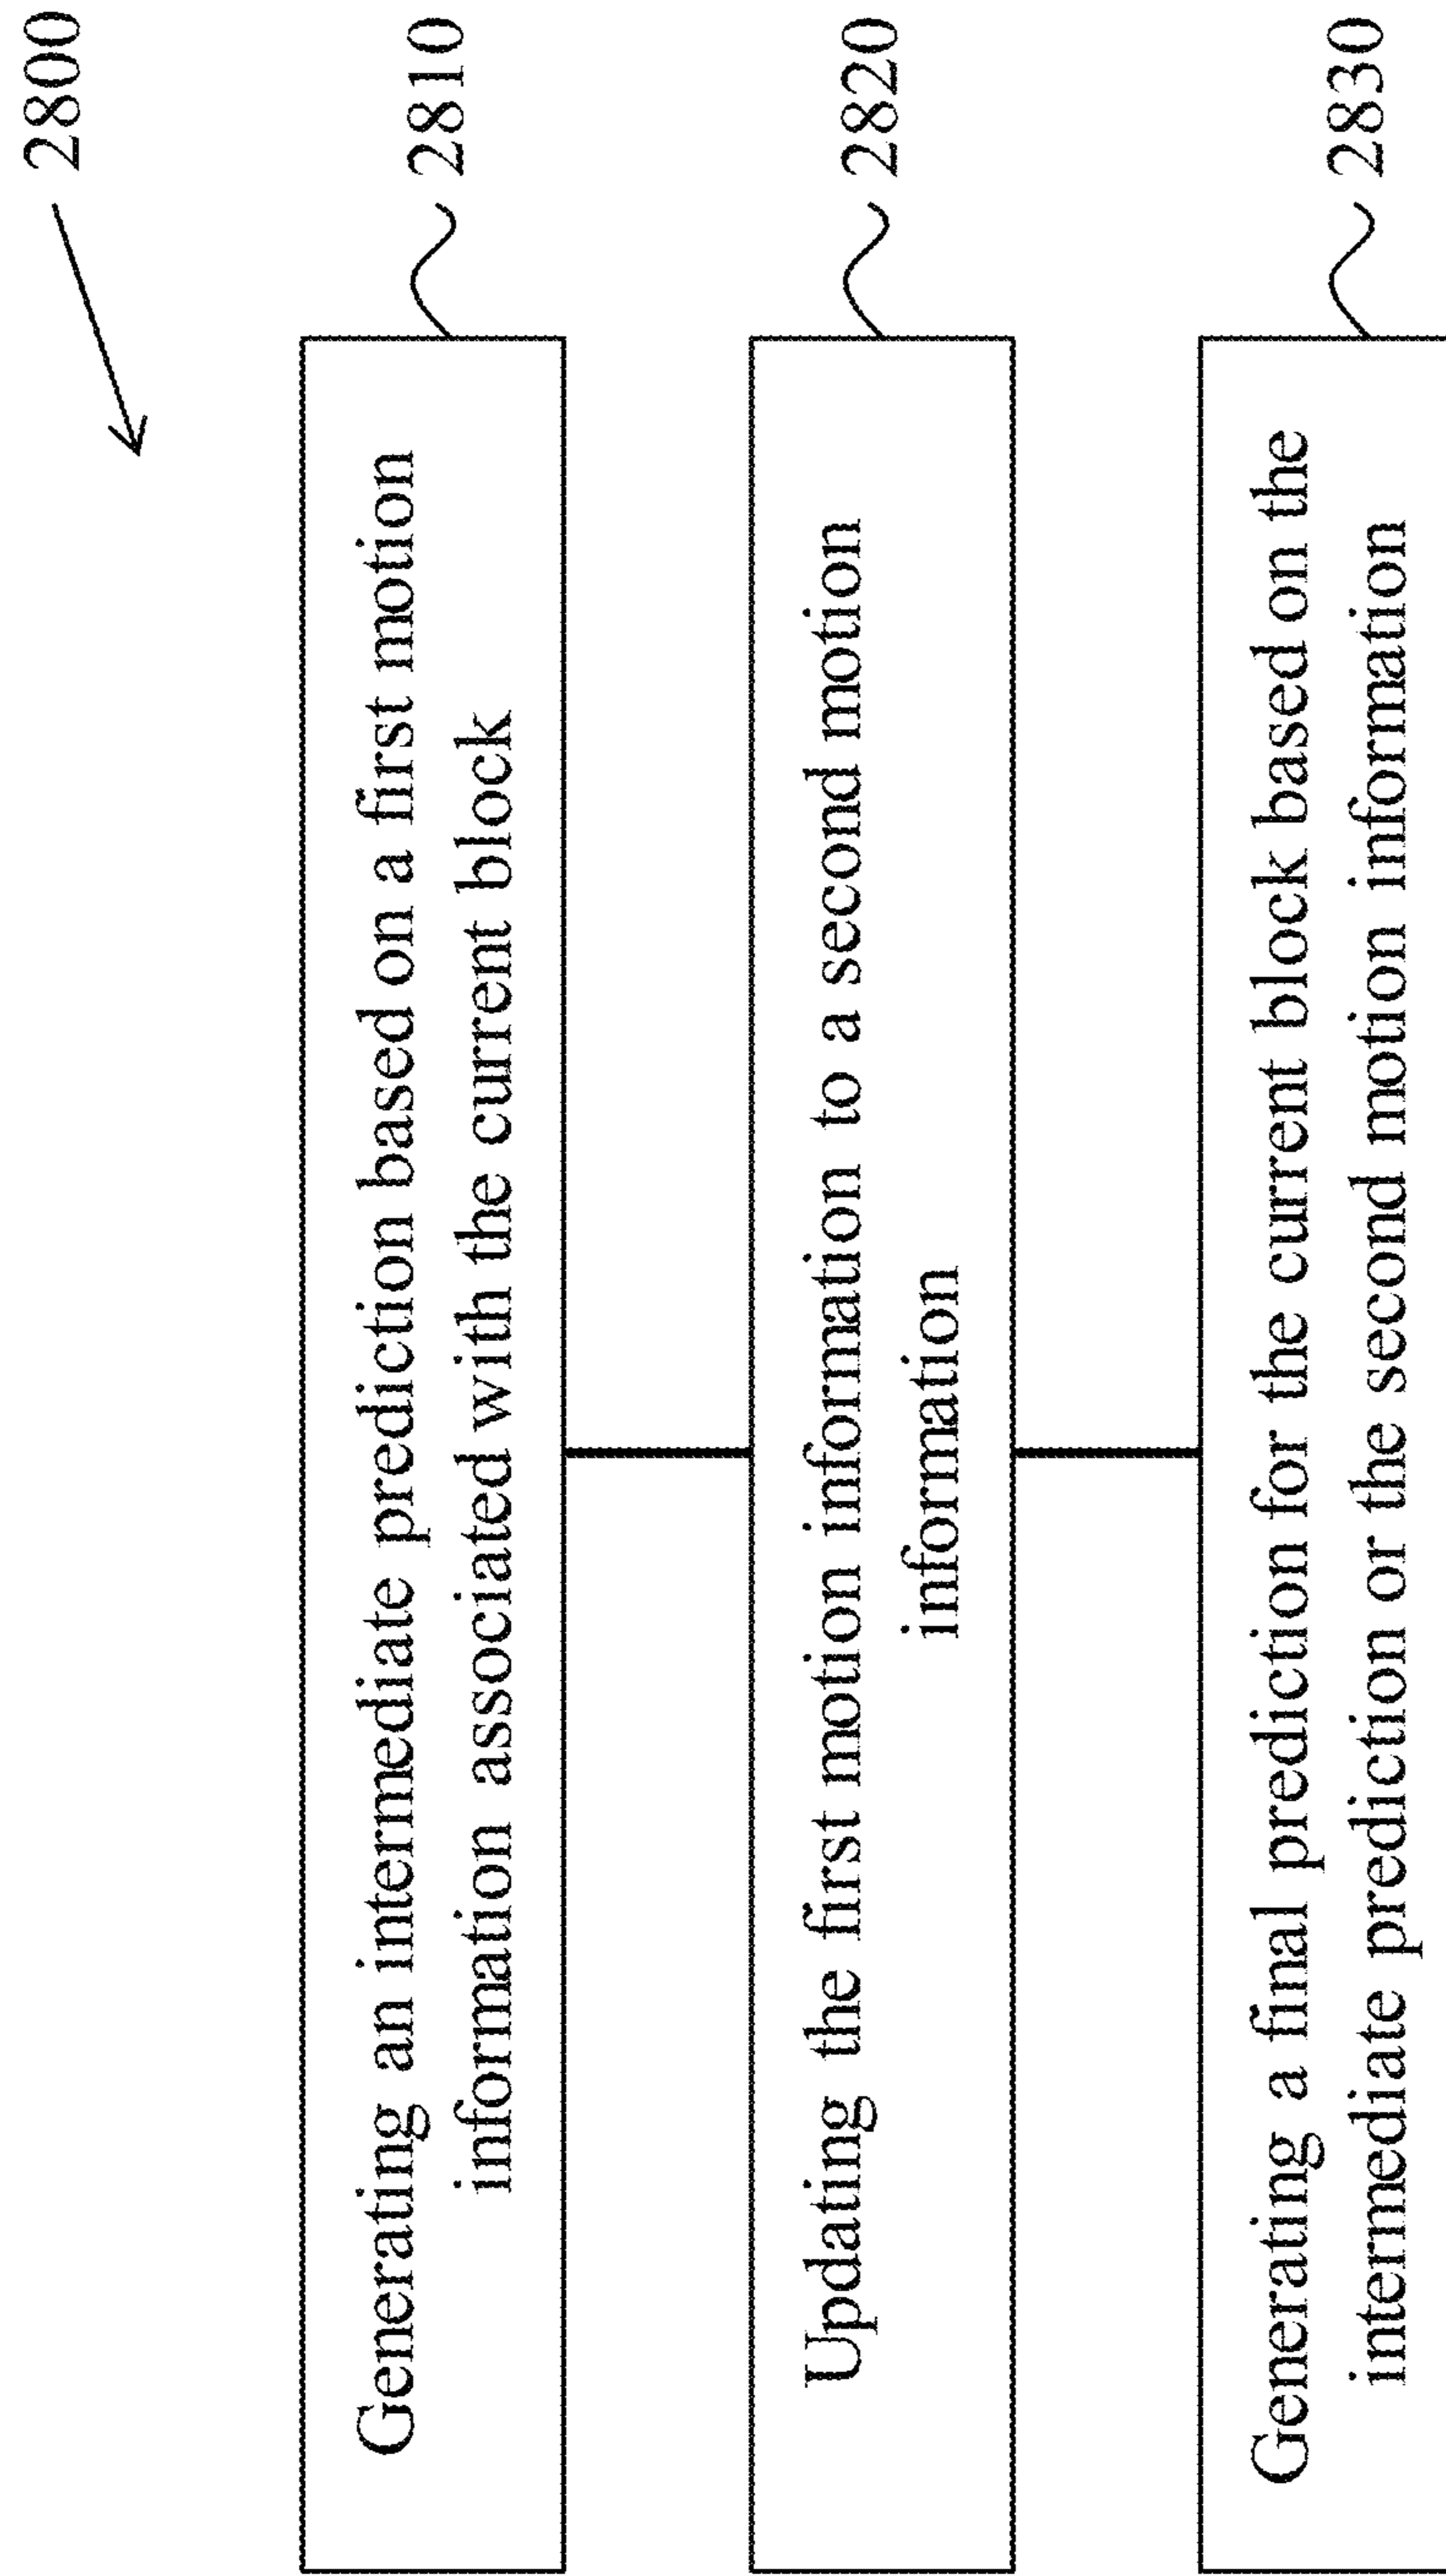 2800
Generating an intermediate prediction based on a first motion
information associated with the current block
2810
Updating the first motion information to a second motion
information
2820
Generating a final prediction for the current block based on the
intermediate prediction or the second motion information
2830